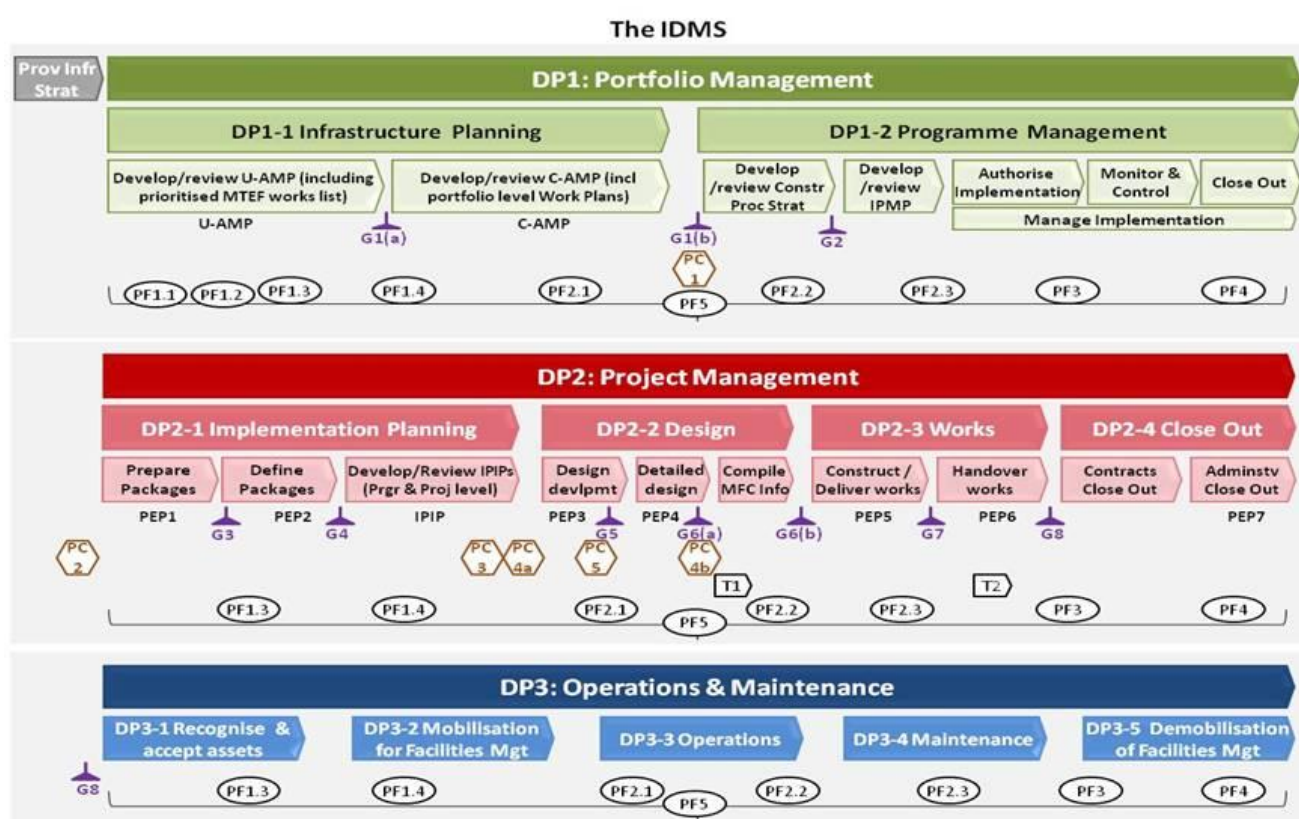 The IDMS
Prov Infr
Strat
DP1: Portfolio Management
DP1-1 Infrastructure Planning
DP1-2 Programme Management
Develop/review U-AMP (including
prioritised MTEF works list)
Develop/review C-AMP (incl
portfolio level Work Plans)
Develop
/review Constr
Proc Strat
Develop
/review
IPMP
Authorise
Implementation
Monitor &
Control
Close Out
Manage Implementation
U-AMP
G1(a)
C-AMP
G1(b)
G2
PC
1
PF1.1
PF1.2
PF1.3
PF1.4
PF2.1
PF5
PF2.2
PF2.3
PF3
PF4
DP2: Project Management
DP2-1 Implementation Planning
DP2-2 Design
DP2-3 Works
DP2-4 Close Out
Prepare
Packages
Define
Packages
Develop/Review IPIPs
(Prgr & Proj level)
Design
devlpmt
Detailed
design
Compile
MFC Info
Construct /
Deliver works
Handover
works
Contracts
Close Out
Adminstv
Close Out
PEP1
G3
PEP2
G4
IPIP
PEP3
G5
PEP4
G6(a)
G6(b)
PEP5
G7
PEP6
G8
PEP7
PC
2
PC
3
PC
4a
PC
5
PC
4b
T1
T2
PF1.3
PF1.4
PF2.1
PF5
PF2.2
PF2.3
PF3
PF4
DP3: Operations & Maintenance
DP3-1 Recognise &
accept assets
DP3-2 Mobilisation
for Facilities Mgt
DP3-3 Operations
DP3-4 Maintenance
DP3-5 Demobilisation
of Facilities Mgt
G8
PF1.3
PF1.4
PF2.1
PF5
PF2.2
PF2.3
PF3
PF4